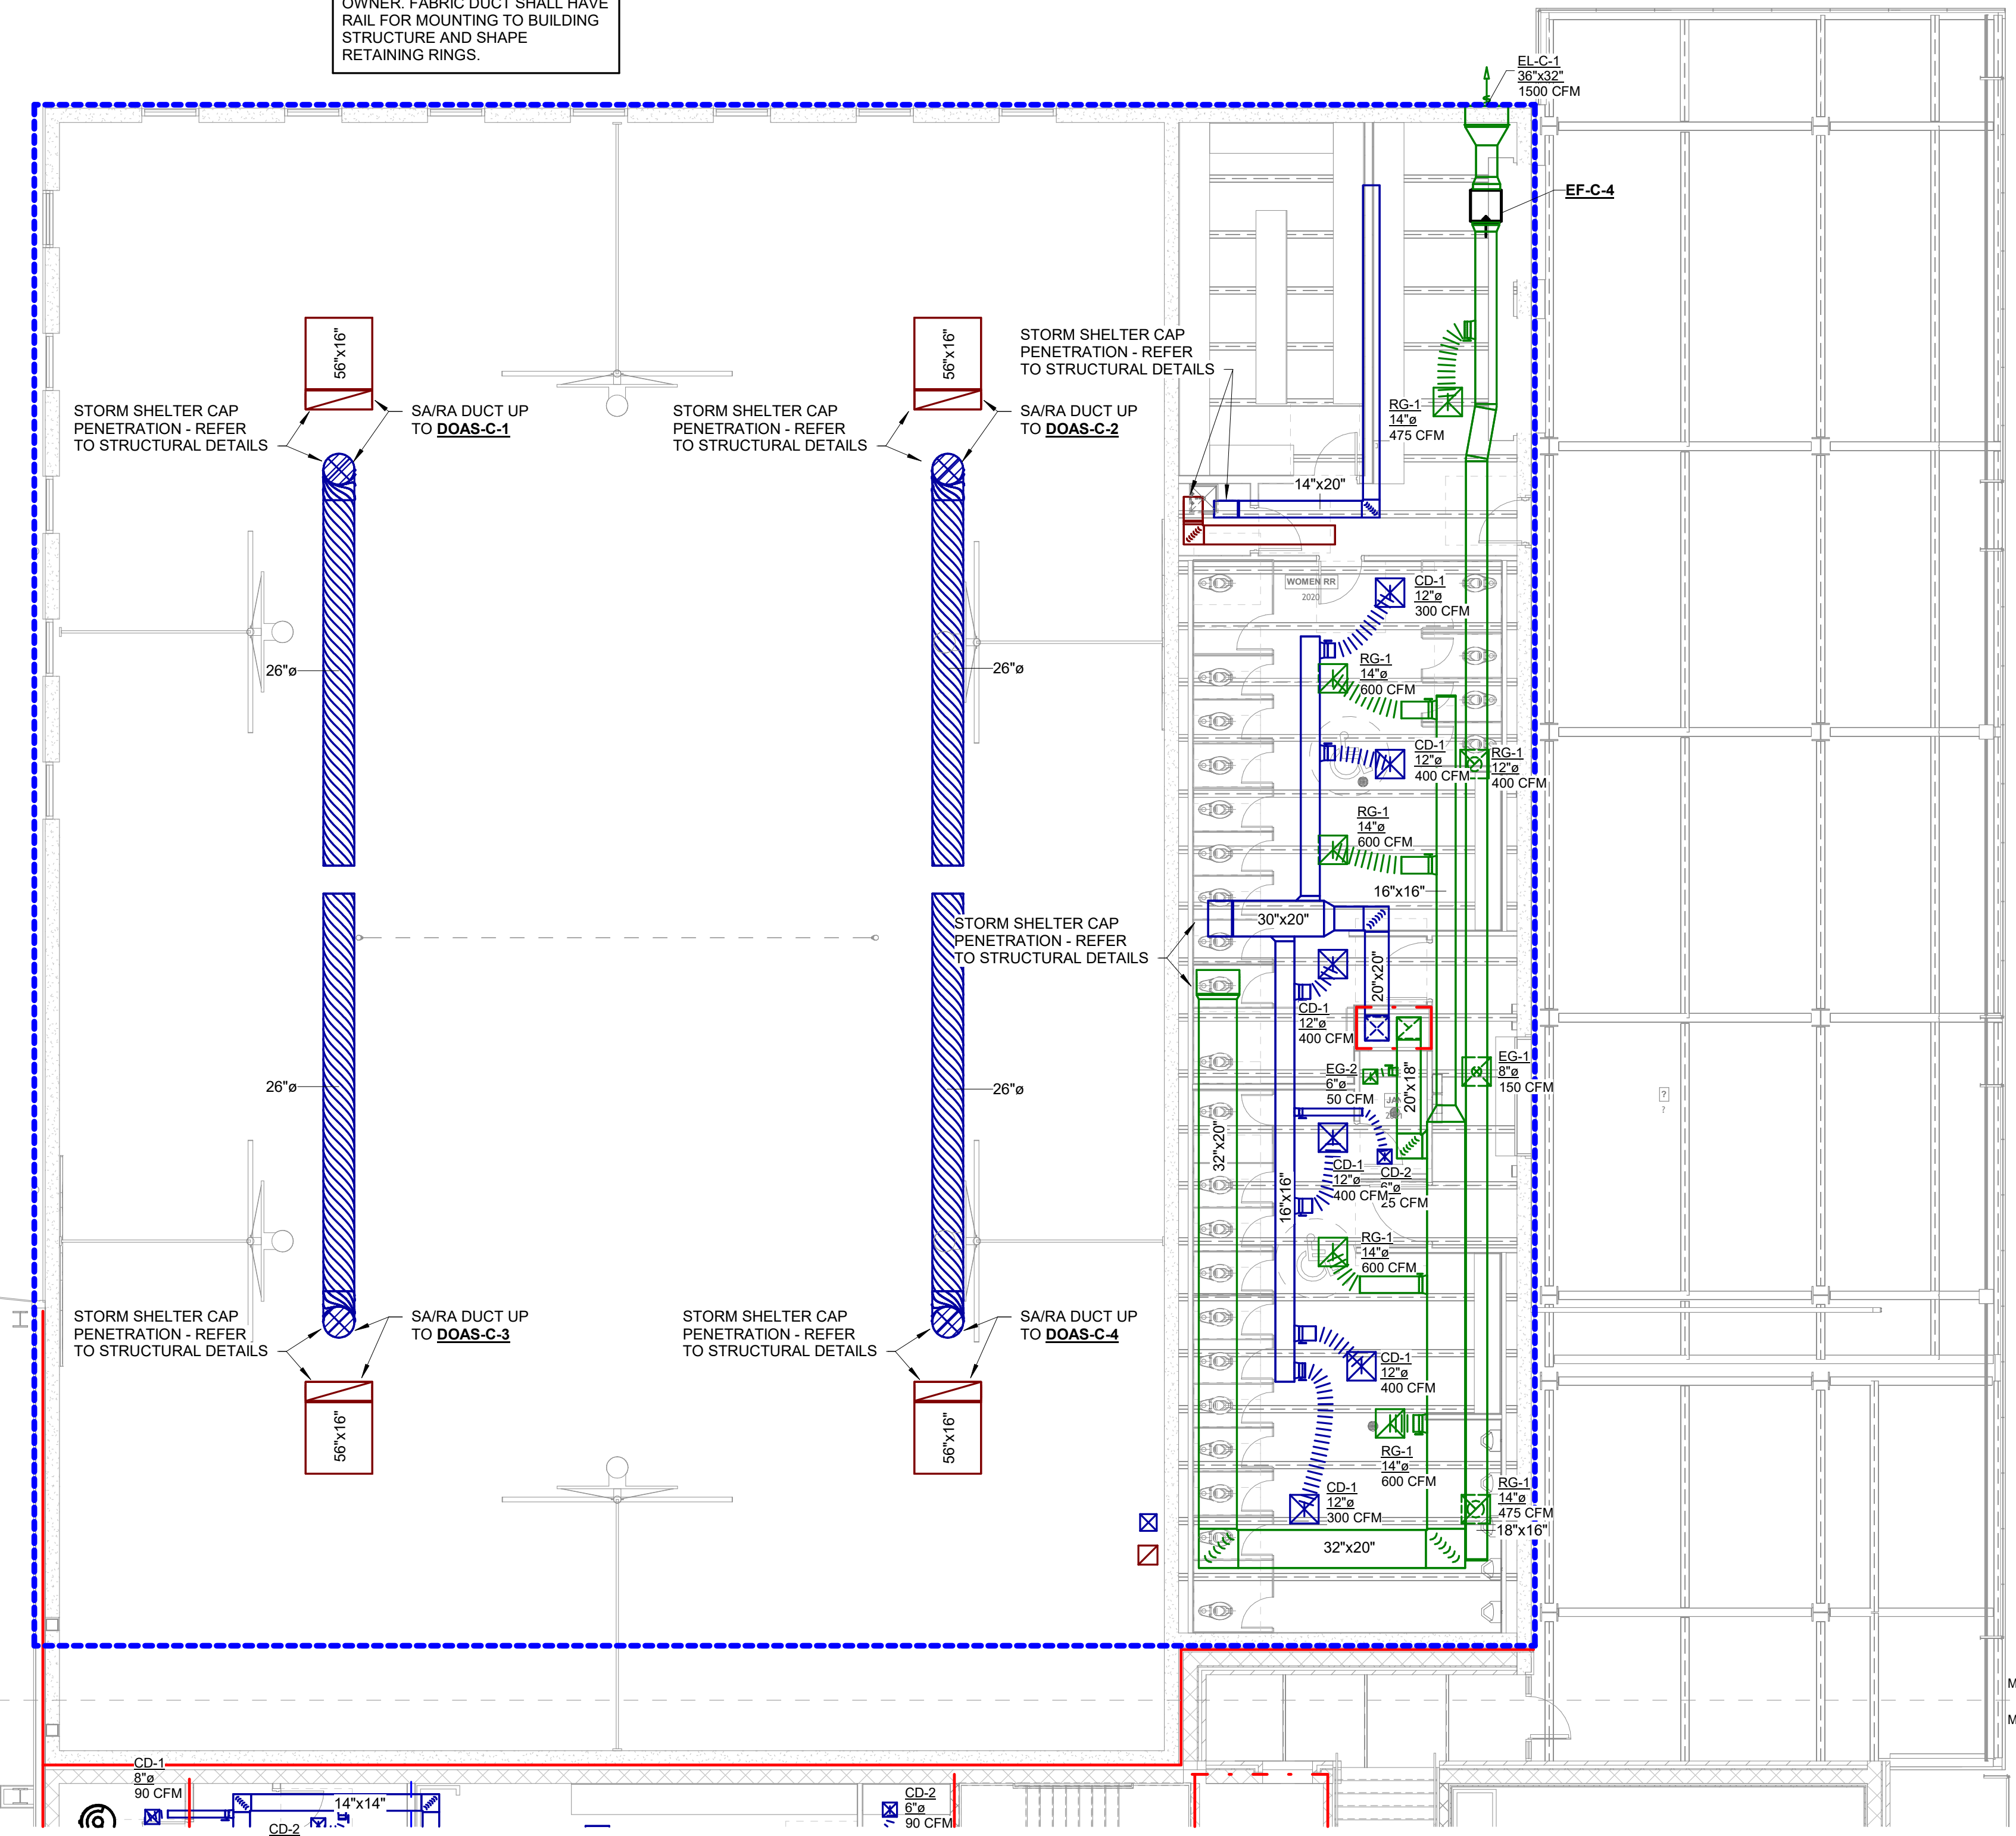 OWNER. FABRIC DUCT SHALL HAVE
RAIL FOR MOUNTING TO BUILDING
STRUCTURE AND SHAPE
RETAINING RINGS.
EL-C-1
36"x32"
1500 CFM
EF-C-4
56"x16"
56"x16"
STORM SHELTER CAP
PENETRATION - REFER
TO STRUCTURAL DETAILS
STORM SHELTER CAP
PENETRATION - REFER
TO STRUCTURAL DETAILS
SA/RA DUCT UP
TO DOAS-C-1
STORM SHELTER CAP
PENETRATION - REFER
TO STRUCTURAL DETAILS
SA/RA DUCT UP
TO DOAS-C-2
RG-1
14"ø
475 CFM
14"x20"
WOMEN RR
2020
CD-1
12"ø
300 CFM
26"ø
26"ø
RG-1
14"ø
600 CFM
CD-1
12"ø
400 CFM
RG-1
12"ø
400 CFM
RG-1
14"ø
600 CFM
16"x16"
STORM SHELTER CAP
PENETRATION - REFER
TO STRUCTURAL DETAILS
30"x20"
20"x20"
CD-1
12"ø
400 CFM
26"ø
26"ø
EG-2
6"ø
50 CFM
20"x18"
EG-1
8"ø
150 CFM
?
?
32"x20"
16"x16"
CD-1
12"ø
400 CFM
CD-2
6"ø
25 CFM
RG-1
14"ø
600 CFM
STORM SHELTER CAP
PENETRATION - REFER
TO STRUCTURAL DETAILS
SA/RA DUCT UP
TO DOAS-C-3
STORM SHELTER CAP
PENETRATION - REFER
TO STRUCTURAL DETAILS
SA/RA DUCT UP
TO DOAS-C-4
CD-1
12"ø
400 CFM
56"x16"
56"x16"
RG-1
14"ø
600 CFM
CD-1
12"ø
300 CFM
RG-1
14"ø
475 CFM
18"x16"
32"x20"
M
M
CD-1
8"ø
90 CFM
14"x14"
CD-2
CD-2
6"ø
90 CFM